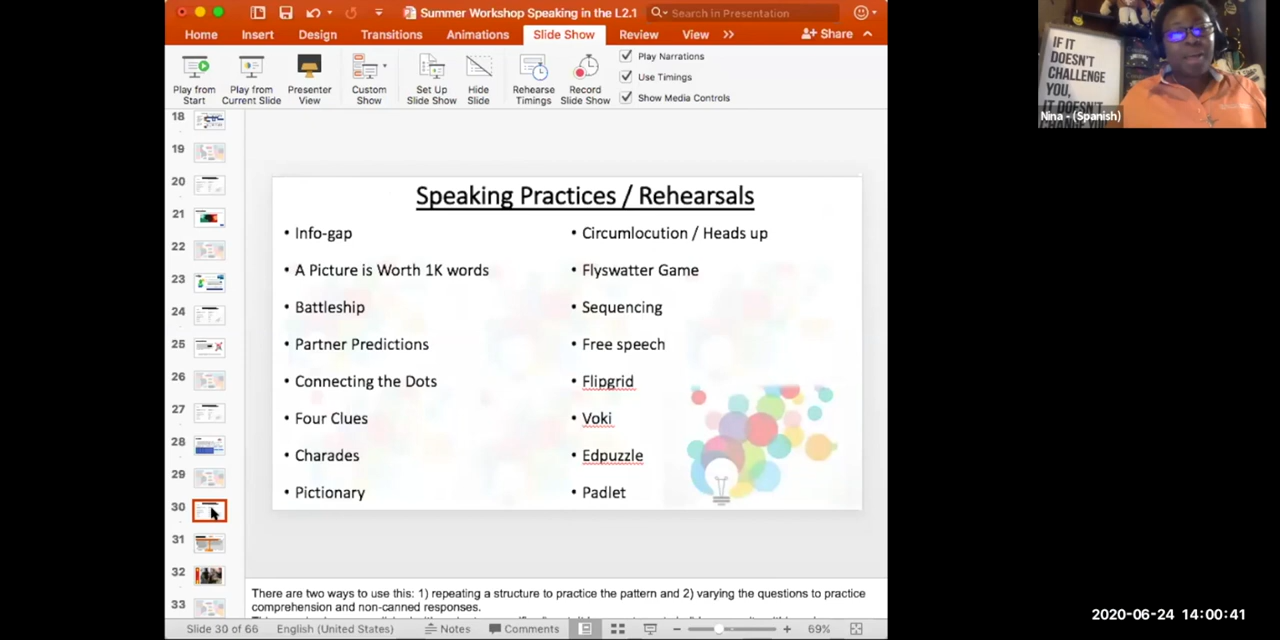 Summer Workshop Speaking in the L2.1
Search in Presentation
Home Insert Design Transitions Animations Slide Show Review View Share
Play from Start
Play from Current Slide
Presenter View
Custom Show
Set Up Slide Show
Hide Slide
Rehearse Timings
Record Slide Show
Play Narrations
Use Timings
Show Media Controls
IF IT
DOESN'T
CHALLENGE
YOU,
IT DOESN'T
Nina - (Spanish)
18
19
20
21
22
23
24
25
26
27
28
29
30
31
32
33
Speaking Practices / Rehearsals
• Info-gap
• A Picture is Worth 1K words
• Battleship
• Partner Predictions
• Connecting the Dots
• Four Clues
• Charades
• Pictionary
• Circumlocution / Heads up
• Flyswatter Game
• Sequencing
• Free speech
• Flipgrid
• Voki
• Edpuzzle
• Padlet
There are two ways to use this: 1) repeating a structure to practice the pattern and 2) varying the questions to practice
comprehension and non-canned responses.
Slide 30 of 66 English (United States) Notes Comments 69%
2020-06-24 14:00:41